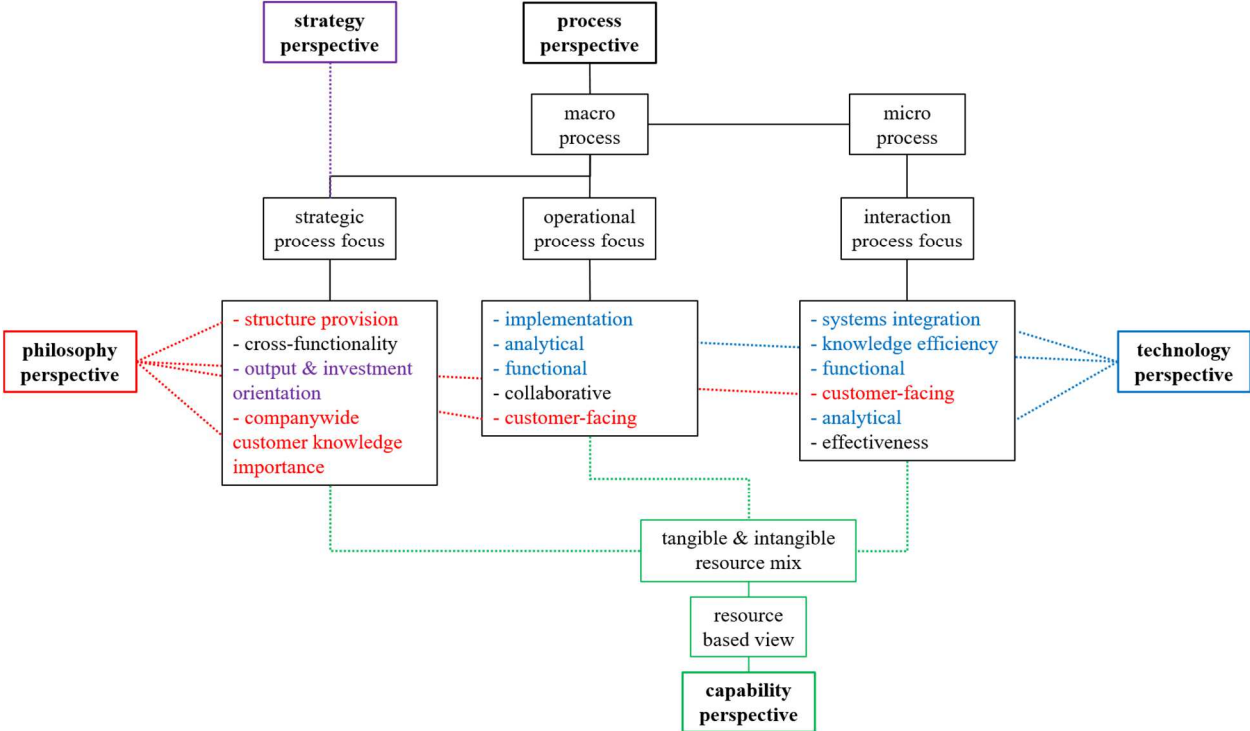 strategy
perspective
process
perspective
macro
process
micro
process
strategic
process focus
operational
process focus
interaction
process focus
philosophy
perspective
- structure provision
- cross-functionality
- output & investment
orientation
- companywide
customer knowledge
importance
- implementation
- analytical
- functional
- collaborative
- customer-facing
- systems integration
- knowledge efficiency
- functional
- customer-facing
- analytical
- effectiveness
technology
perspective
tangible & intangible
resource mix
resource
based view
capability
perspective